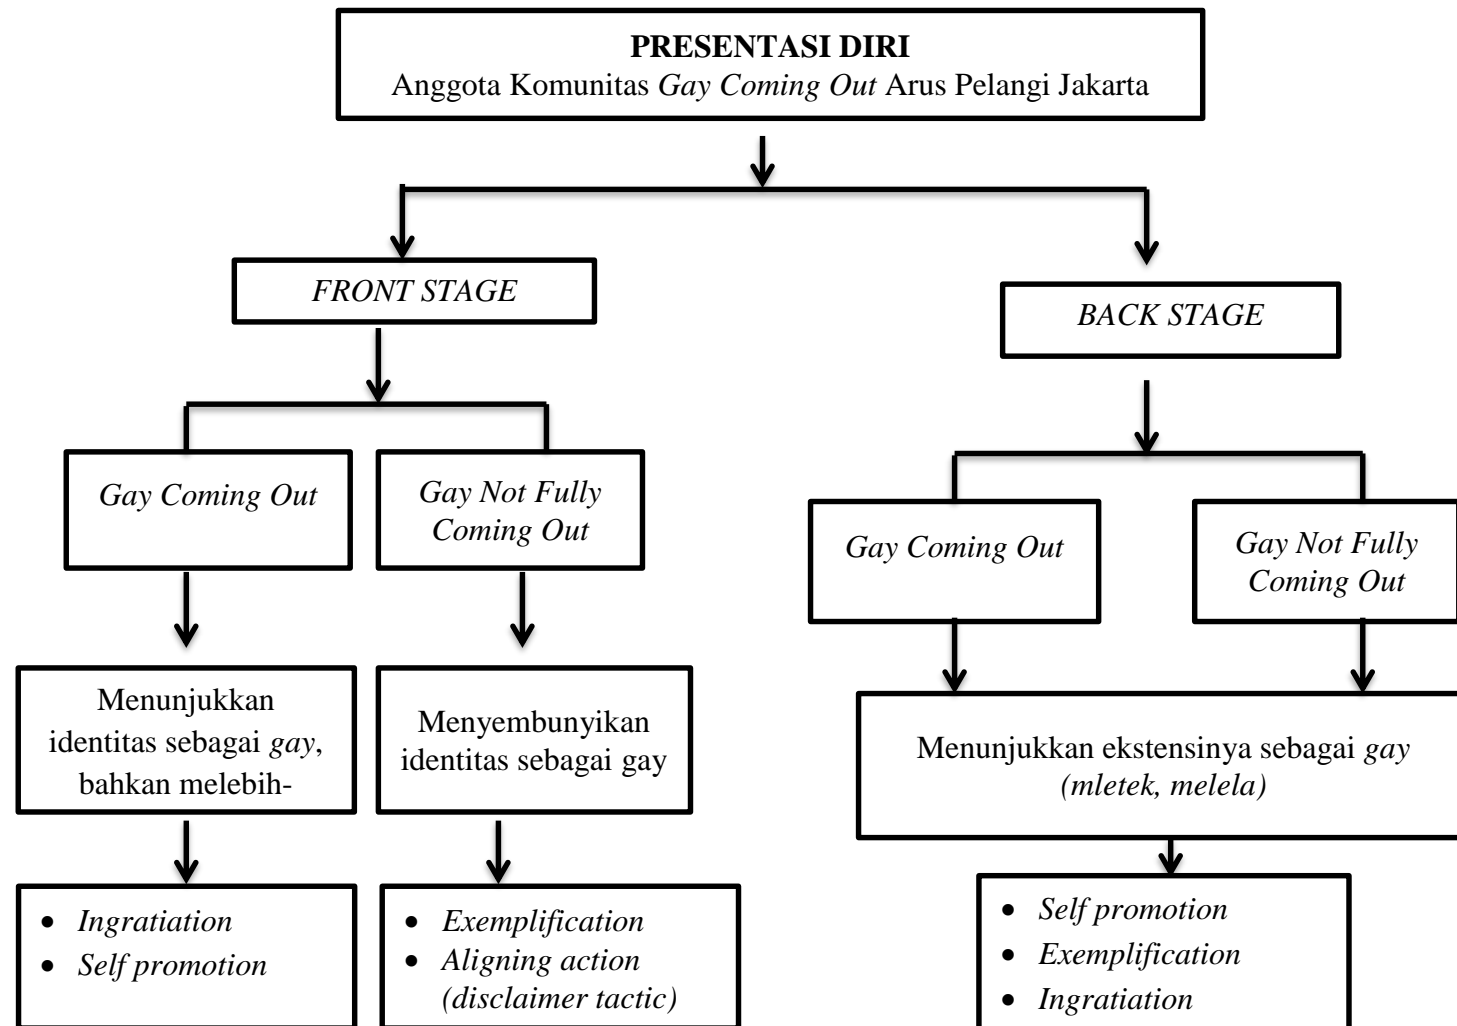 PRESENTASI DIRI
Anggota Komunitas Gay Coming Out Arus Pelangi Jakarta
FRONT STAGE
BACK STAGE
Gay Coming Out
Gay Not Fully
Coming Out
Gay Coming Out
Gay Not Fully
Coming Out
Menunjukkan
identitas sebagai gay,
bahkan melebih-
Menyembunyikan
identitas sebagai gay
Menunjukkan ekstensinya sebagai gay
(mletek, melela)
• Ingratiation
• Self promotion
• Exemplification
• Aligning action
(disclaimer tactic)
• Self promotion
• Exemplification
• Ingratiation